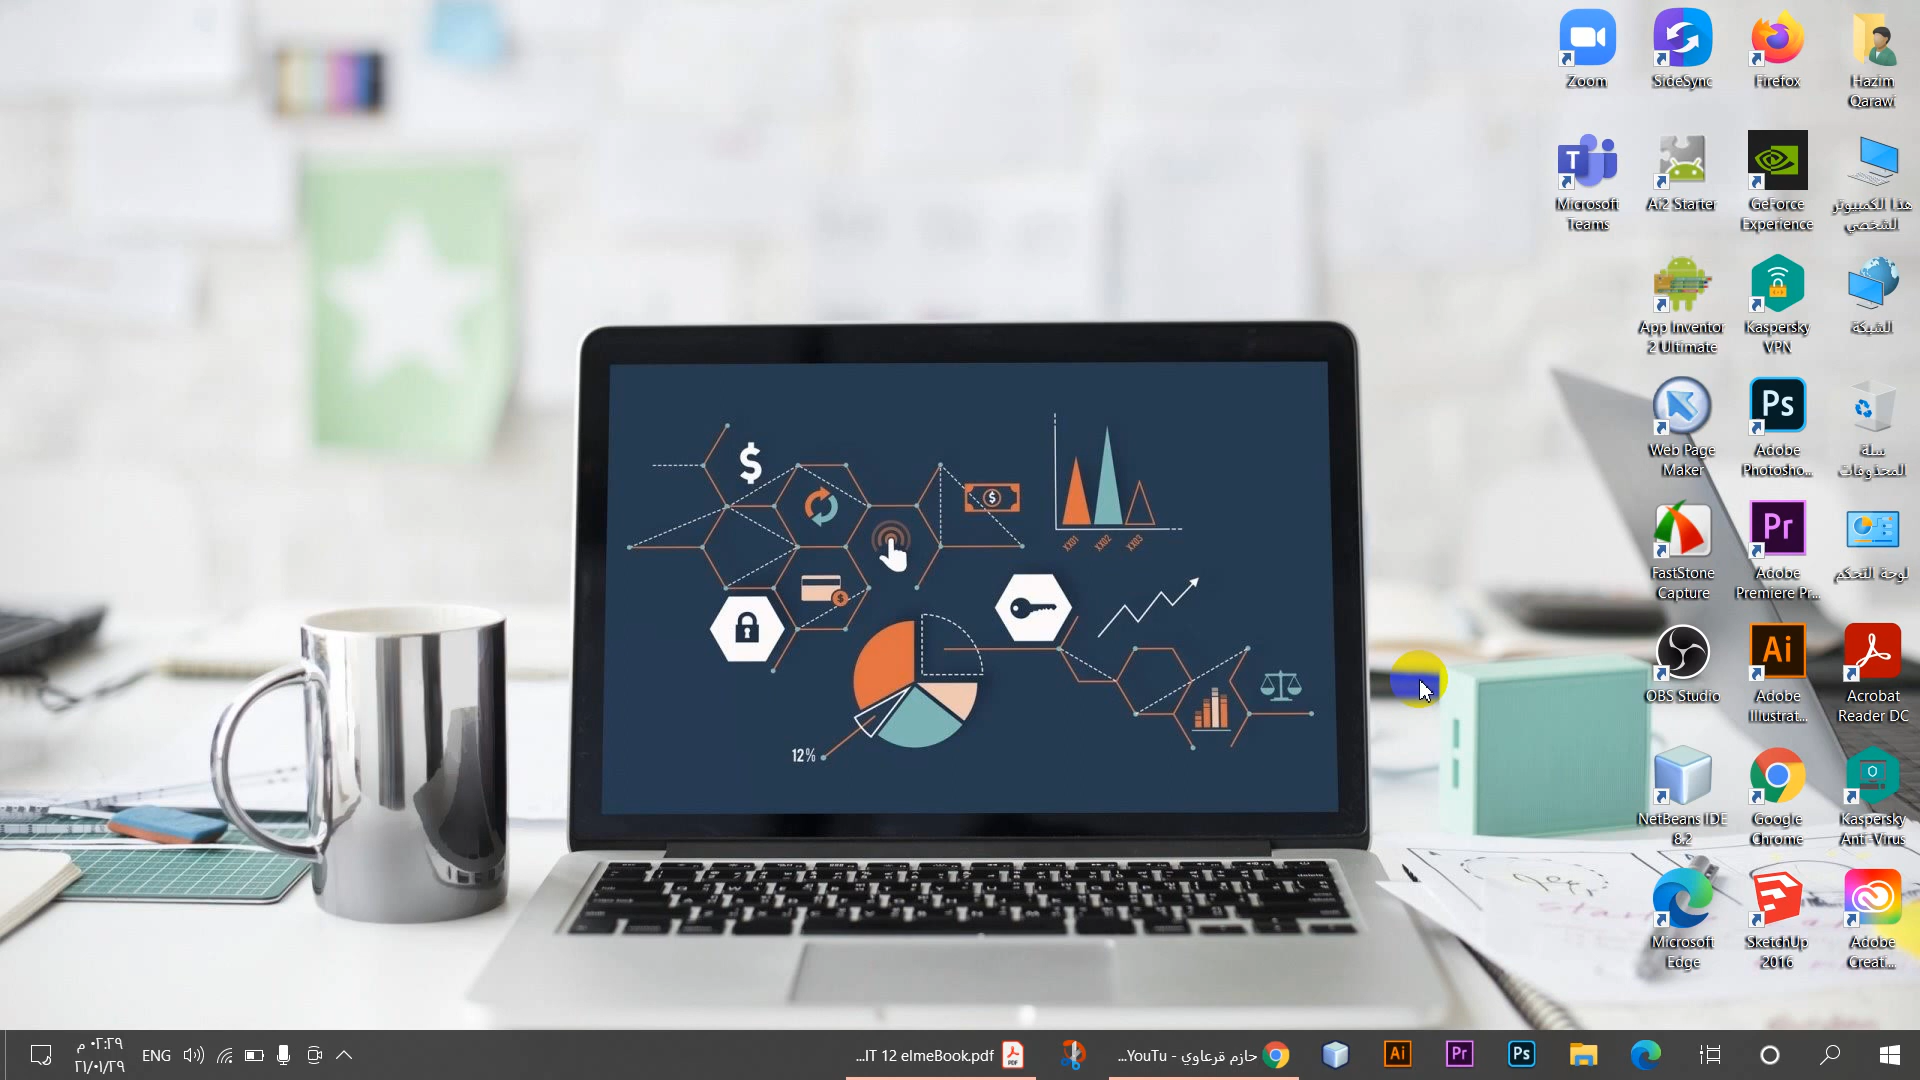 Zoom
SideSync
Firefox
Hazim
Qarawi
Microsoft
Teams
Ai2 Starter
GeForce
Experience
هذا الكمبيوتر
الشخصي
App Inventor
2 Ultimate
Kaspersky
VPN
الشبكة
Web Page
Maker
Adobe
Photosho...
سلة
المحذوفات
FastStone
Capture
Adobe
Premiere Pr...
لوحة التحكم
OBS Studio
Adobe
Illustrat...
Acrobat
Reader DC
NetBeans IDE
8.2
Google
Chrome
Kaspersky
Anti-Virus
Microsoft
Edge
SketchUp
2016
Adobe
Creati...
XX01
XX02
XX03
12%
٠٢:٢٩ م
٢١/٠١/٢٩
ENG
...IT 12 elmeBook.pdf
...YouTu - حازم قرعاوي